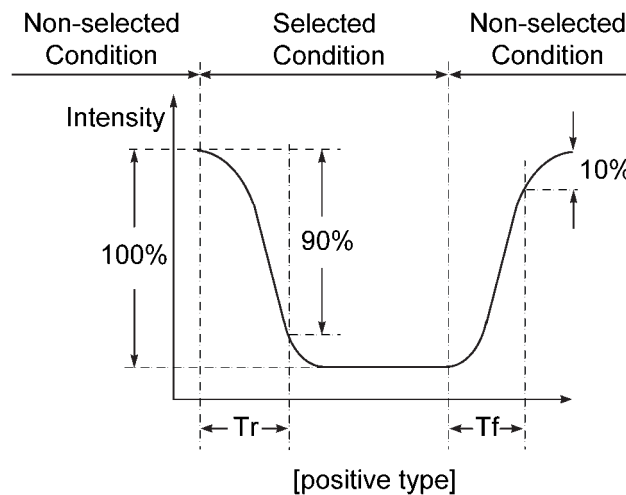 Non-selected
Condition
Selected
Condition
Non-selected
Condition
Intensity
10%
90%
100%
Tr
Tf
[positive type]